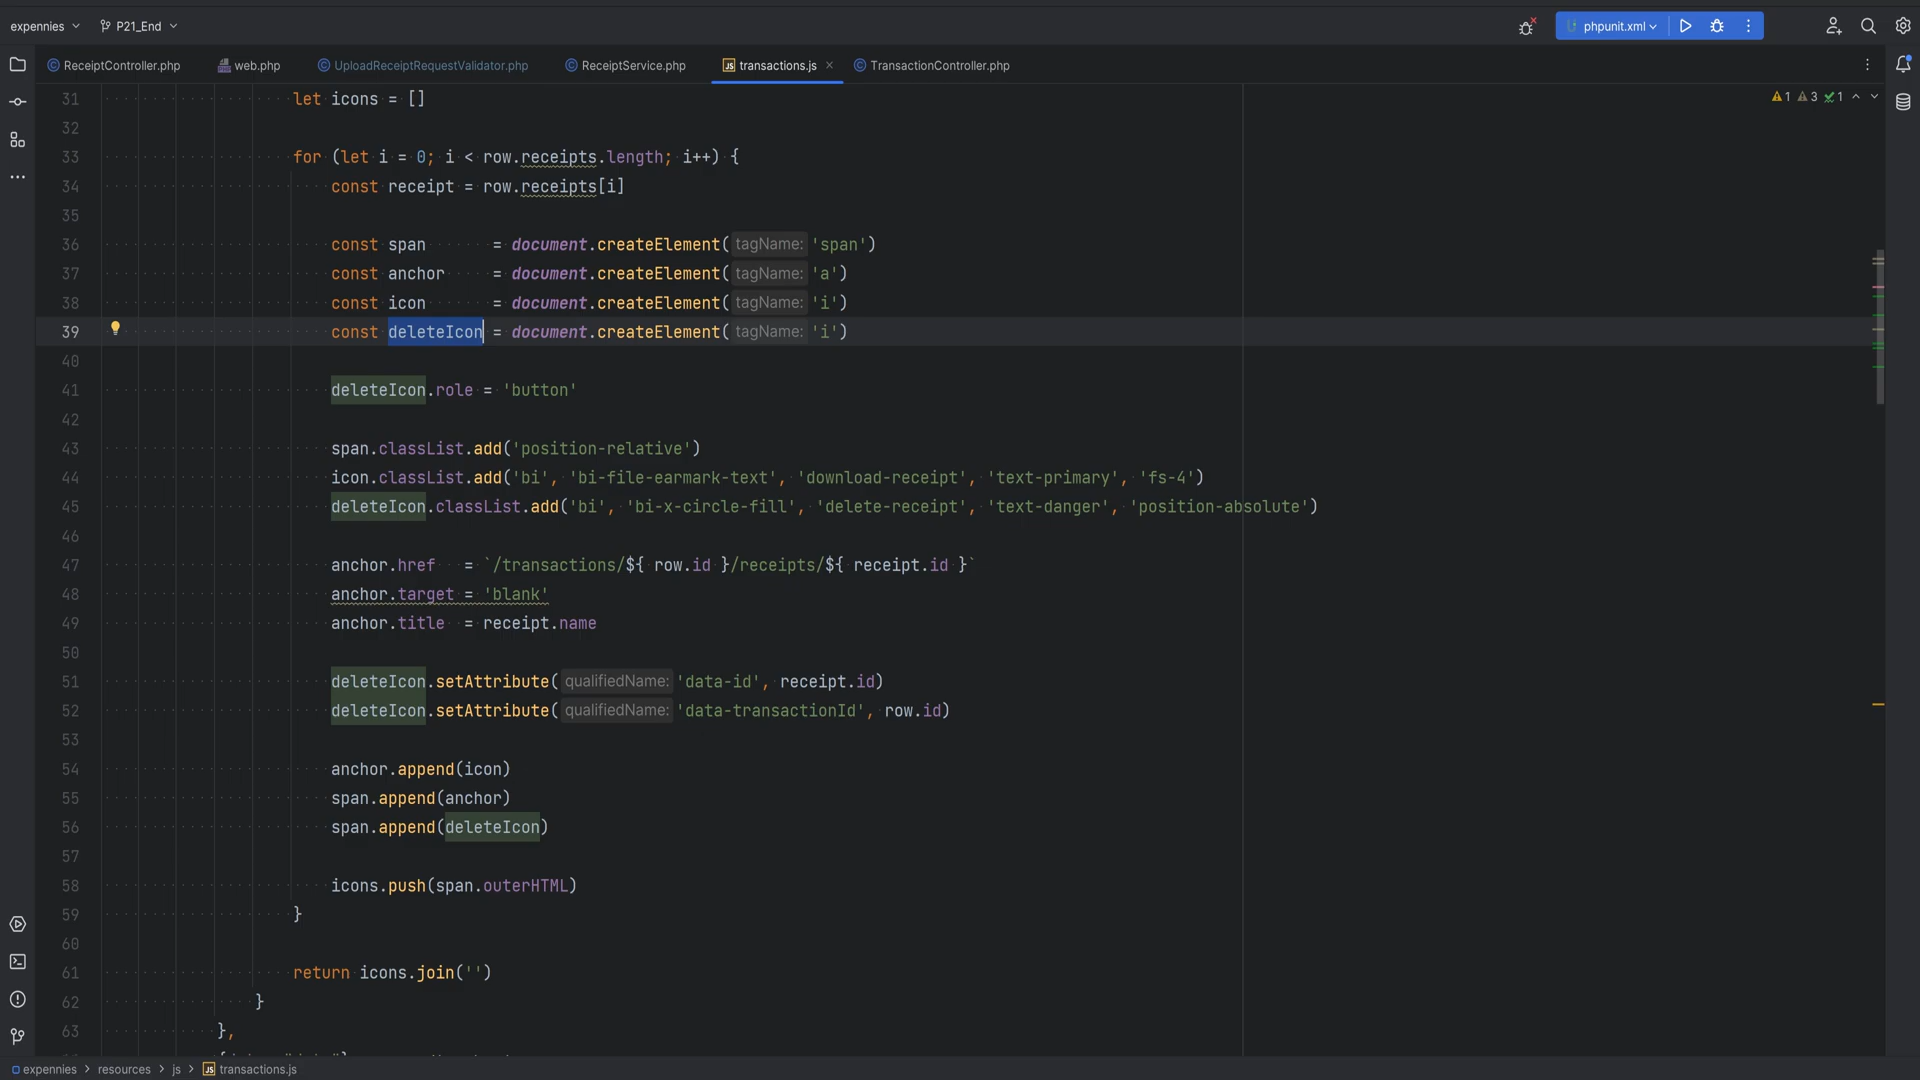 expennies P21_End phpunit.xml
ReceiptController.php web.php UploadReceiptRequestValidator.php ReceiptService.php transactions.js TransactionController.php
31 let icons = [] 1 3 1
32
33 for (let i = 0; i < row.receipts.length; i++) {
34 const receipt = row.receipts[i]
35
36 const span = document.createElement( tagName: 'span')
37 const anchor = document.createElement( tagName: 'a')
38 const icon = document.createElement( tagName: 'i')
39 const deleteIcon = document.createElement( tagName: 'i')
40
41 deleteIcon.role = 'button'
42
43 span.classList.add('position-relative')
44 icon.classList.add('bi', 'bi-file-earmark-text', 'download-receipt', 'text-primary', 'fs-4')
45 deleteIcon.classList.add('bi', 'bi-x-circle-fill', 'delete-receipt', 'text-danger', 'position-absolute')
46
47 anchor.href = `/transactions/${ row.id }/receipts/${ receipt.id }`
48 anchor.target = 'blank'
49 anchor.title = receipt.name
50
51 deleteIcon.setAttribute( qualifiedName: 'data-id', receipt.id)
52 deleteIcon.setAttribute( qualifiedName: 'data-transactionId', row.id)
53
54 anchor.append(icon)
55 span.append(anchor)
56 span.append(deleteIcon)
57
58 icons.push(span.outerHTML)
59 }
60
61 return icons.join('')
62 }
63 },
expennies > resources > js > transactions.js